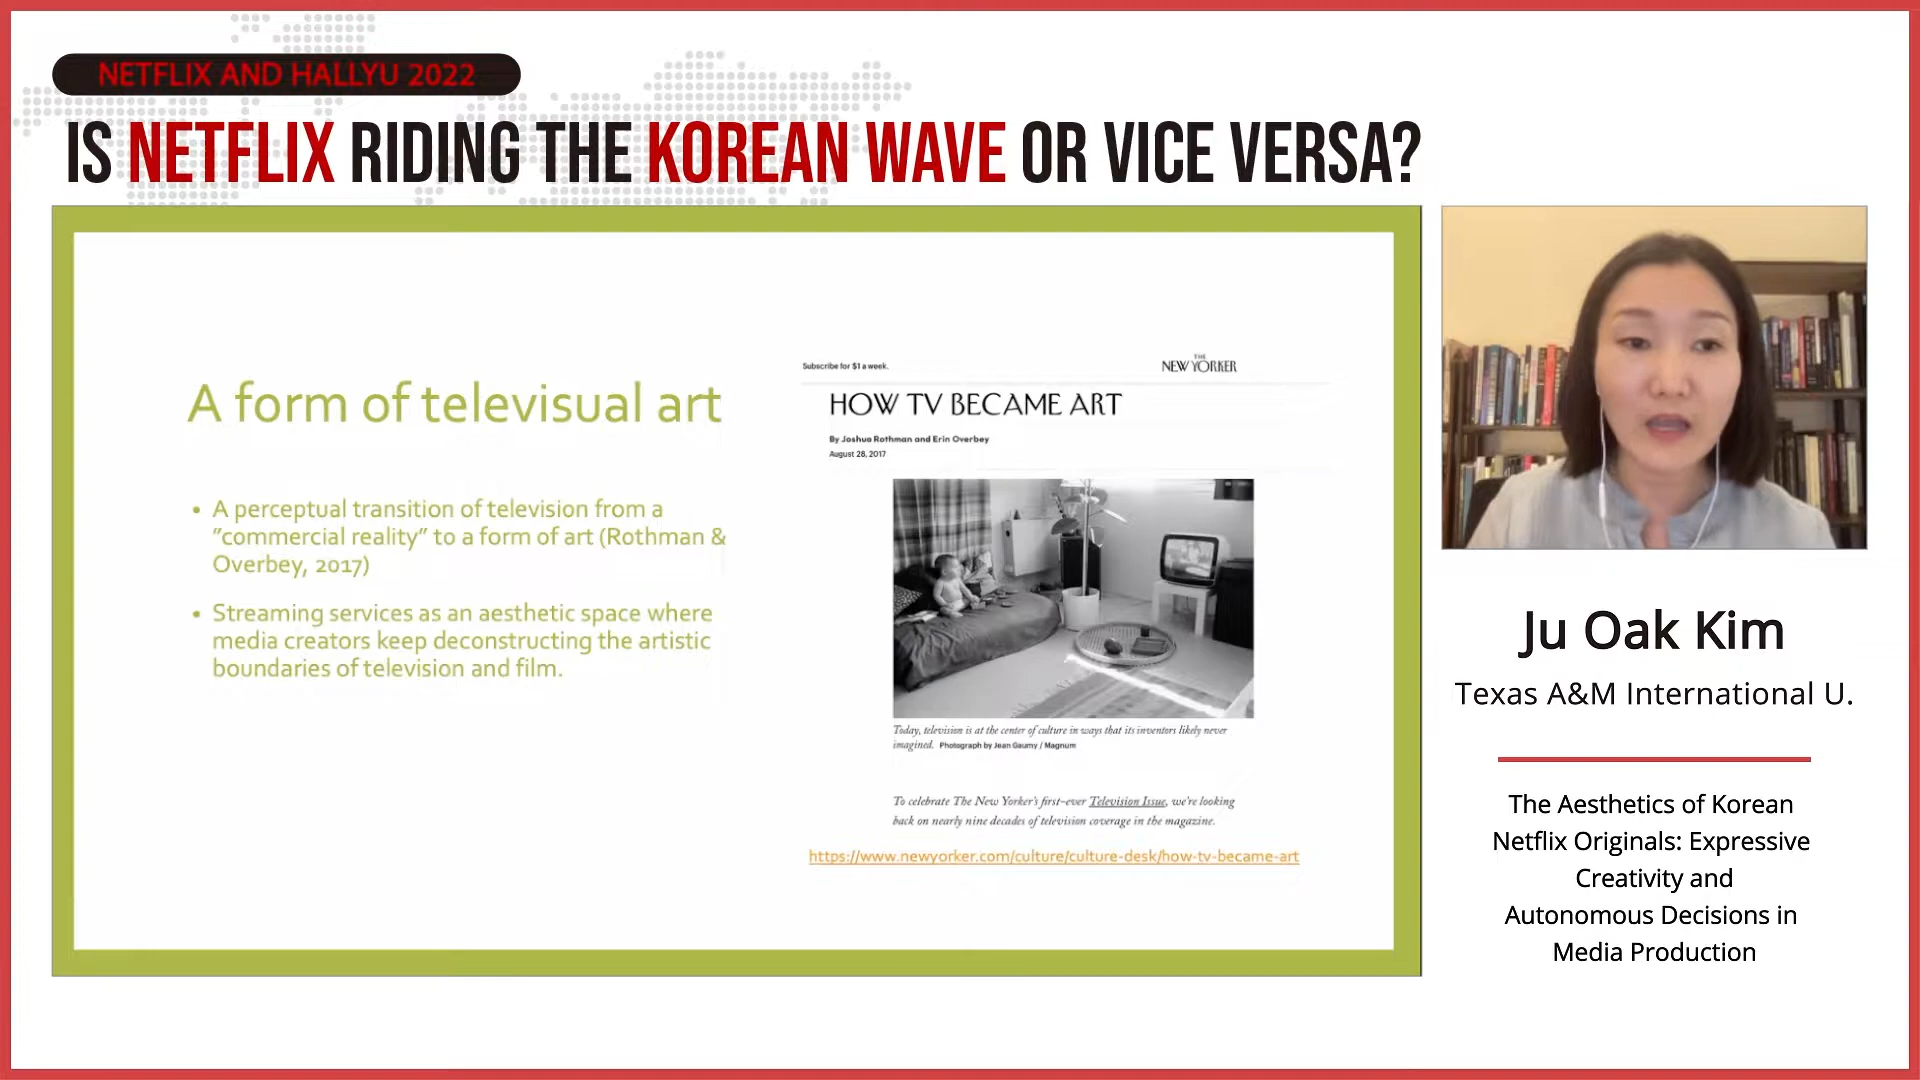 NETFLIX AND HALLYU 2022
IS NETFLIX RIDING THE KOREAN WAVE OR VICE VERSA?
A form of televisual art
• A perceptual transition of television from a
"commercial reality" to a form of art (Rothman &
Overbey, 2017)
• Streaming services as an aesthetic space where
media creators keep deconstructing the artistic
boundaries of television and film.
Subscribe for $1 a week.
THE
NEW YORKER
HOW TV BECAME ART
By Joshua Rothman and Erin Overbey
August 28, 2017
Today, television is at the center of culture in ways that its inventors likely never
imagined. Photograph by Jean Gaumy / Magnum
To celebrate The New Yorker's first-ever Television Issue, we're looking
back on nearly nine decades of television coverage in the magazine.
https://www.newyorker.com/culture/culture-desk/how-tv-became-art
Ju Oak Kim
Texas A&M International U.
The Aesthetics of Korean
Netflix Originals: Expressive
Creativity and
Autonomous Decisions in
Media Production